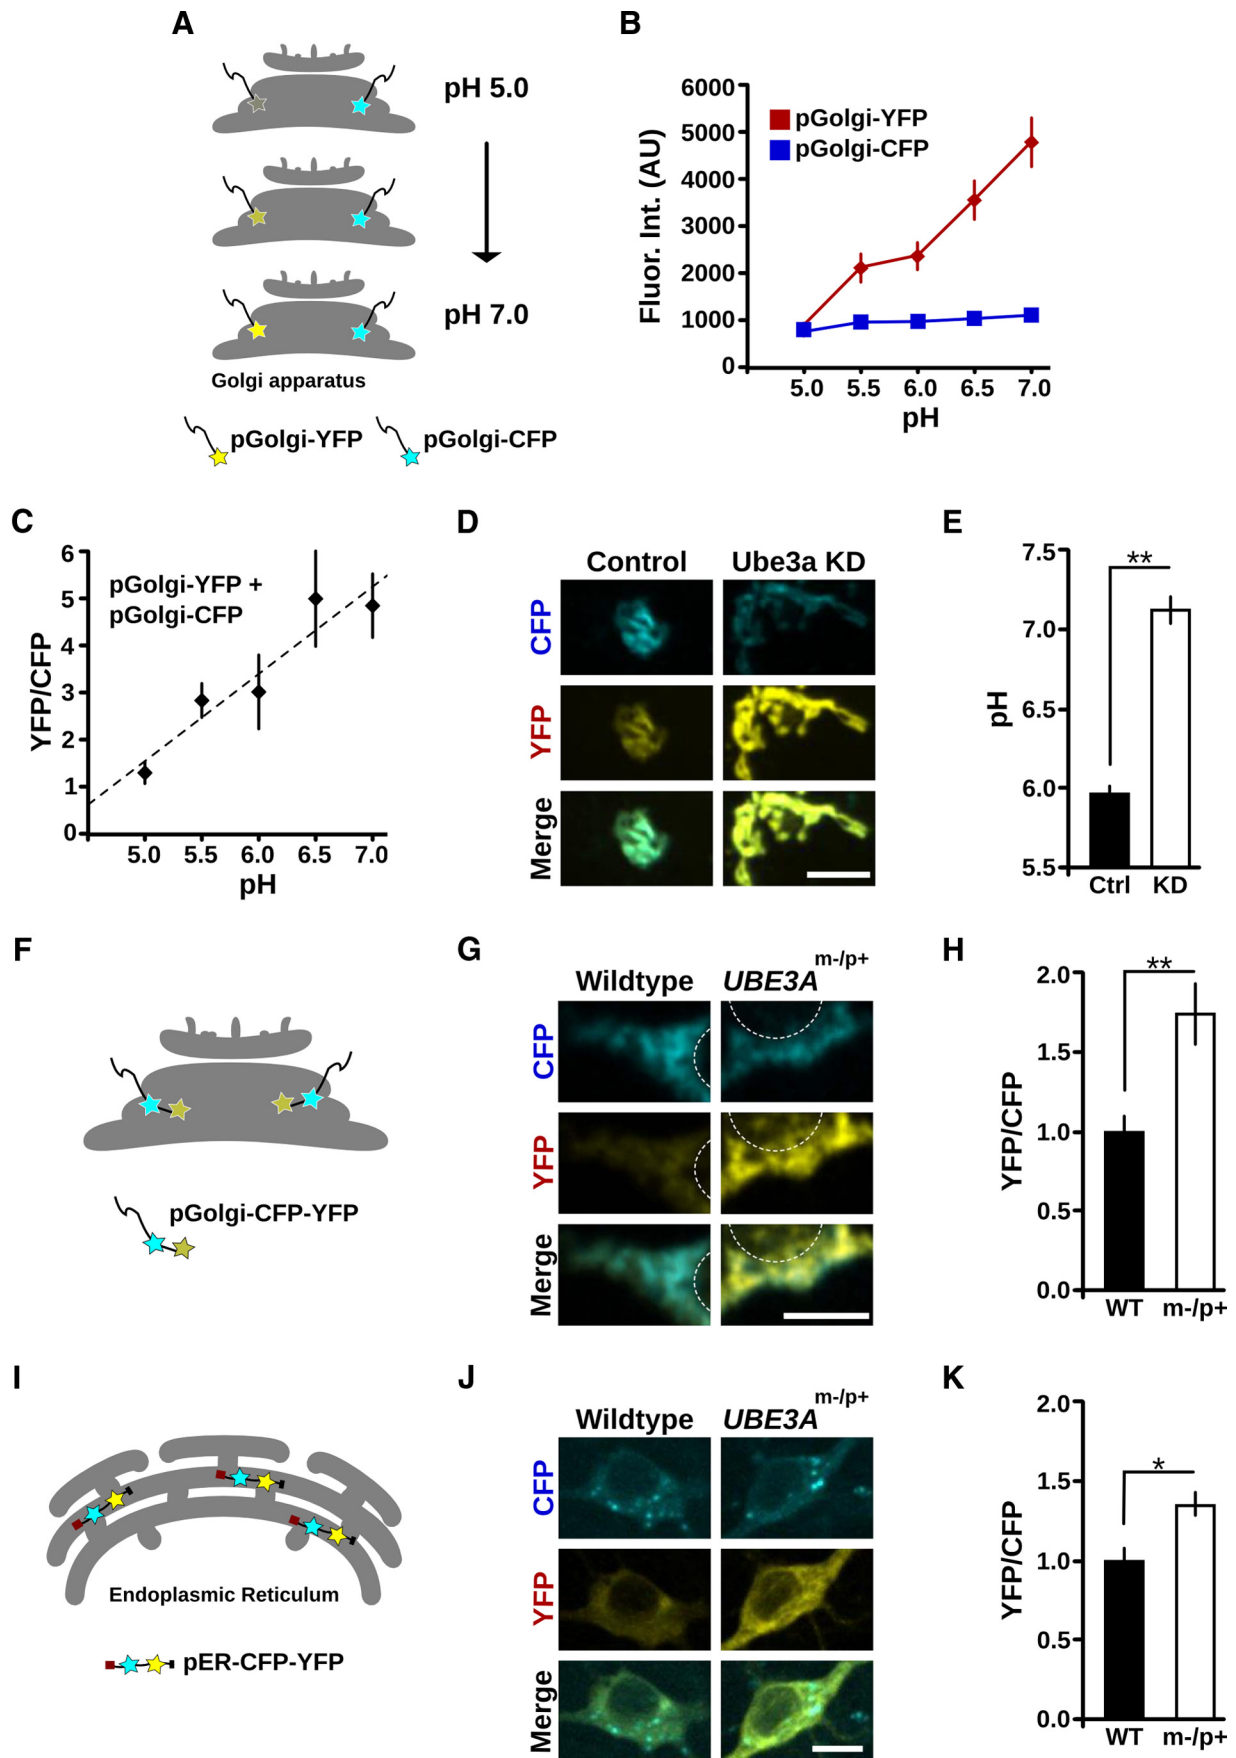 A
pH 5.0
pH 7.0
Golgi apparatus
pGolgi-YFP
pGolgi-CFP
B
6000
5000
4000
3000
2000
1000
0
Fluor. Int. (AU)
pGolgi-YFP
pGolgi-CFP
5.0 5.5 6.0 6.5 7.0
pH
C
6
5
4
3
2
1
0
YFP/CFP
pGolgi-YFP +
pGolgi-CFP
5.0 5.5 6.0 6.5 7.0
pH
D
Control
Ube3a KD
CFP
YFP
Merge
E
7.5
7.0
6.5
6.0
5.5
pH
**
Ctrl
KD
F
pGolgi-CFP-YFP
G
Wildtype
UBE3A m-/p+
CFP
YFP
Merge
H
2.0
1.5
1.0
0.5
0.0
YFP/CFP
**
WT
m-/p+
I
Endoplasmic Reticulum
pER-CFP-YFP
J
Wildtype
UBE3A m-/p+
CFP
YFP
Merge
K
2.0
1.5
1.0
0.5
0.0
YFP/CFP
*
WT
m-/p+